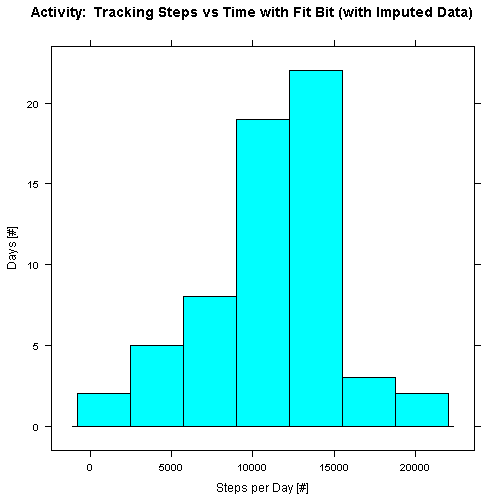 Activity:  Tracking Steps vs Time with Fit Bit (with Imputed Data)
20
15
10
5
0
Days [#]
0 5000 10000 15000 20000
Steps per Day [#]